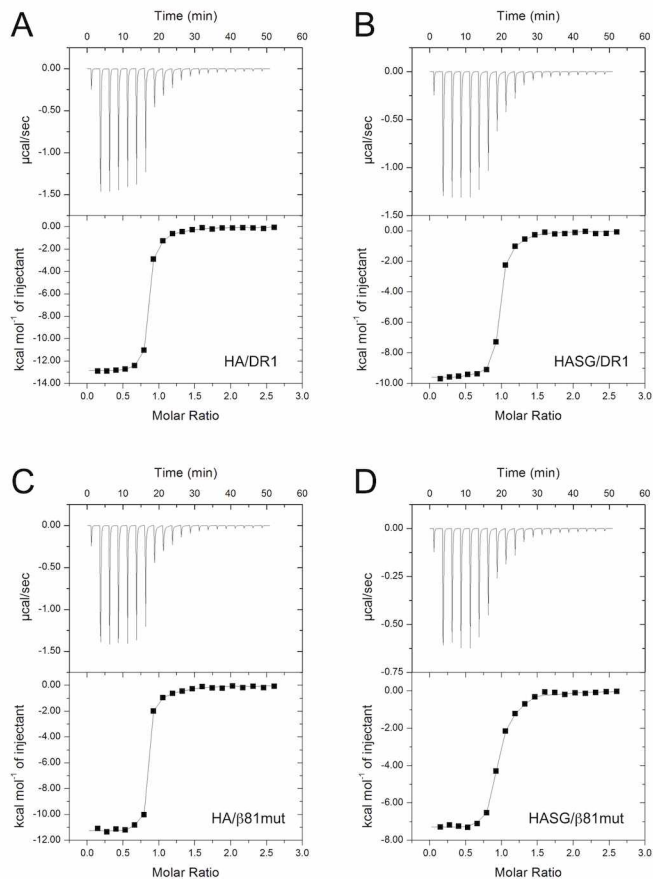 A
Time (min)
0 10 20 30 40 50 60
0.00
-0.50
-1.00
-1.50
µcal/sec
0.00
-2.00
-4.00
-6.00
-8.00
-10.00
-12.00
-14.00
kcal mol⁻¹ of injectant
HA/DR1
0.0 0.5 1.0 1.5 2.0 2.5 3.0
Molar Ratio
B
Time (min)
0 10 20 30 40 50 60
0.00
-0.50
-1.00
-1.50
µcal/sec
0.00
-2.00
-4.00
-6.00
-8.00
-10.00
kcal mol⁻¹ of injectant
HASG/DR1
0.0 0.5 1.0 1.5 2.0 2.5 3.0
Molar Ratio
C
Time (min)
0 10 20 30 40 50 60
0.00
-0.50
-1.00
-1.50
µcal/sec
0.00
-2.00
-4.00
-6.00
-8.00
-10.00
-12.00
kcal mol⁻¹ of injectant
HA/β81mut
0.0 0.5 1.0 1.5 2.0 2.5 3.0
Molar Ratio
D
Time (min)
0 10 20 30 40 50 60
0.00
-0.25
-0.50
-0.75
µcal/sec
0.00
-2.00
-4.00
-6.00
-8.00
kcal mol⁻¹ of injectant
HASG/β81mut
0.0 0.5 1.0 1.5 2.0 2.5 3.0
Molar Ratio